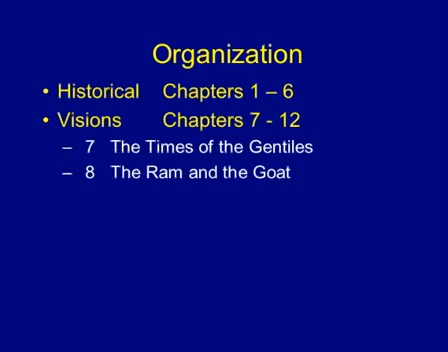 Organization
• Historical Chapters 1 – 6
• Visions Chapters 7 - 12
– 7 The Times of the Gentiles
– 8 The Ram and the Goat